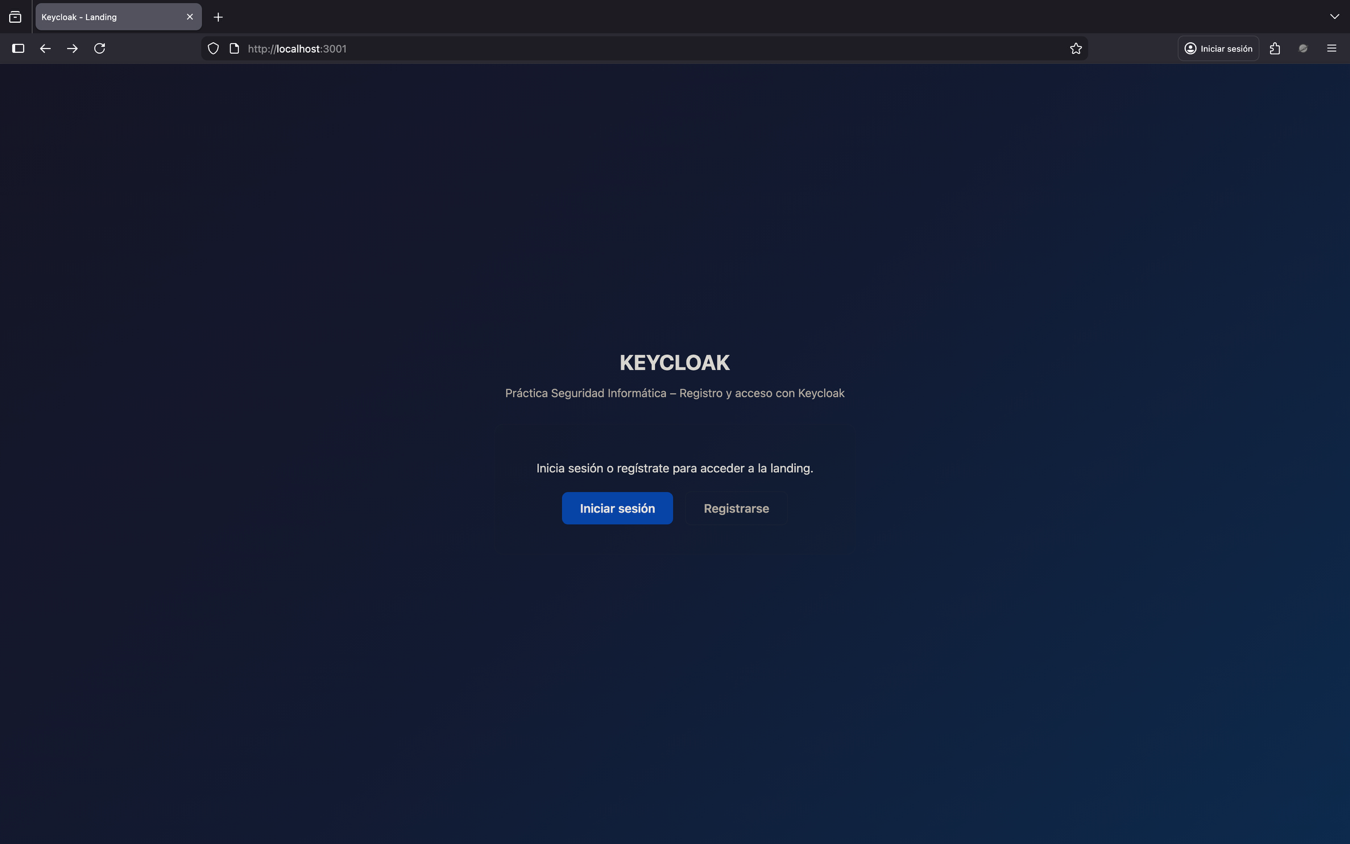 Keycloak - Landing
http://localhost:3001
Iniciar sesión
KEYCLOAK
Práctica Seguridad Informática – Registro y acceso con Keycloak
Inicia sesión o regístrate para acceder a la landing.
Iniciar sesión
Registrarse